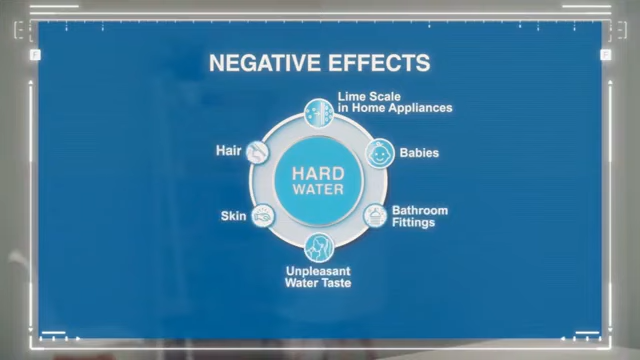 NEGATIVE EFFECTS
Lime Scale
in Home Appliances
Hair
Babies
HARD
WATER
Skin
Bathroom
Fittings
Unpleasant
Water Taste